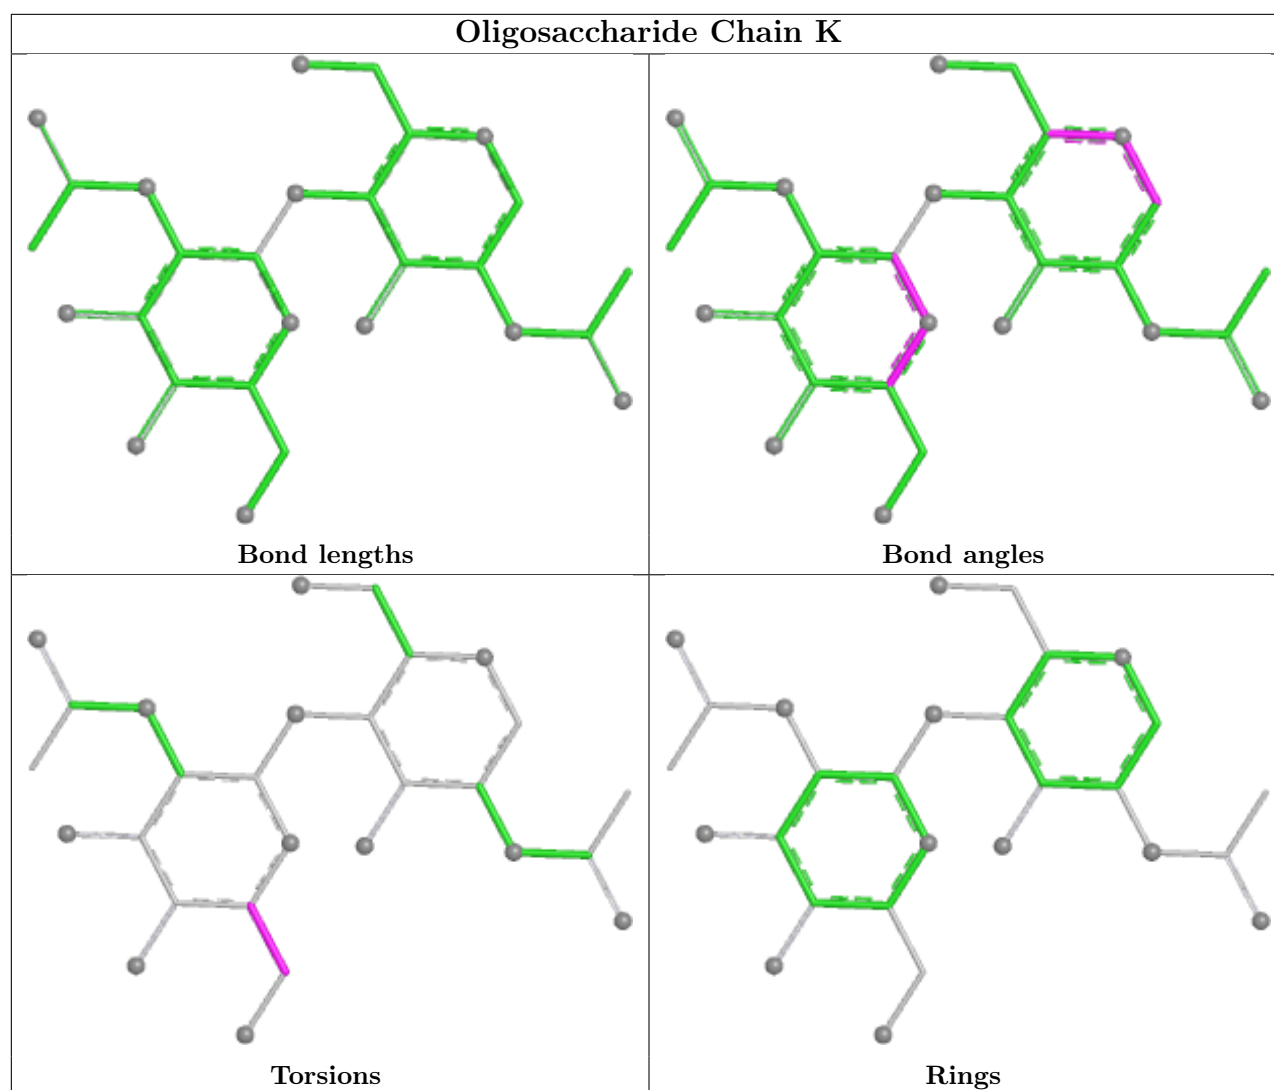 Oligosaccharide Chain K
Bond lengths
Bond angles
Torsions
Rings